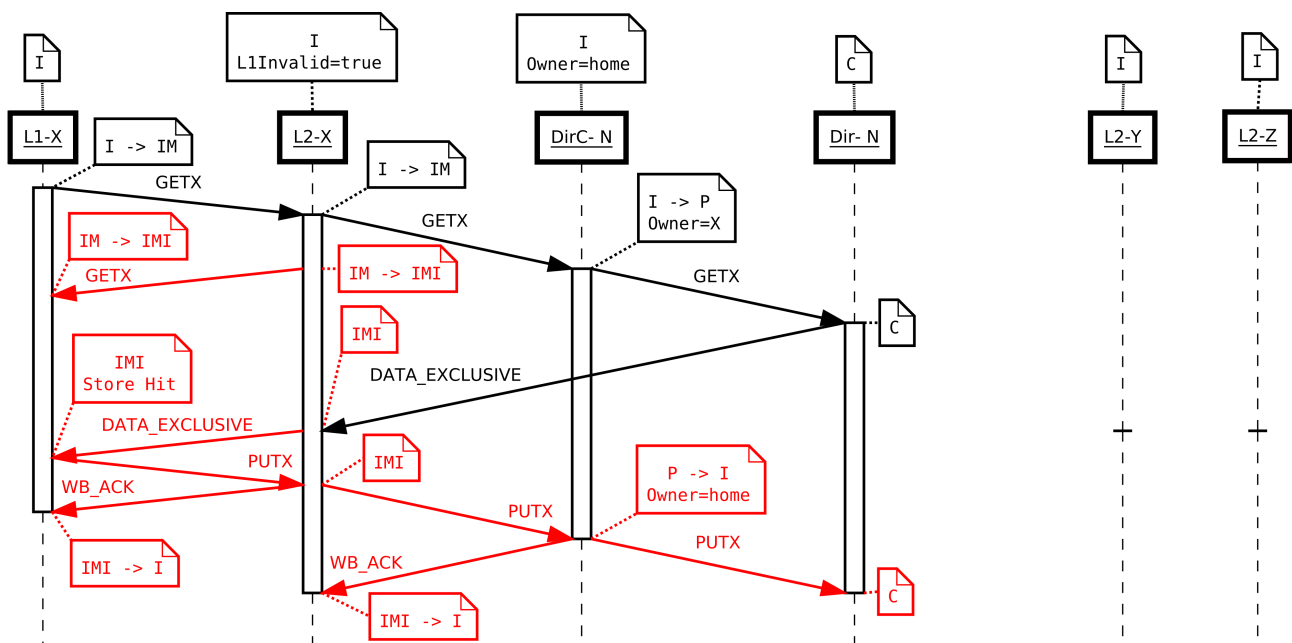 I
L1Invalid=true
I
Owner=home
I
C
I
I
L1-X
L2-X
DirC- N
Dir- N
L2-Y
L2-Z
I -> IM
I -> IM
GETX
I -> P
Owner=X
GETX
IM -> IMI
IM -> IMI
GETX
GETX
C
IMI
IMI
Store Hit
DATA_EXCLUSIVE
DATA_EXCLUSIVE
IMI
PUTX
P -> I
Owner=home
WB_ACK
PUTX
PUTX
WB_ACK
IMI -> I
C
IMI -> I